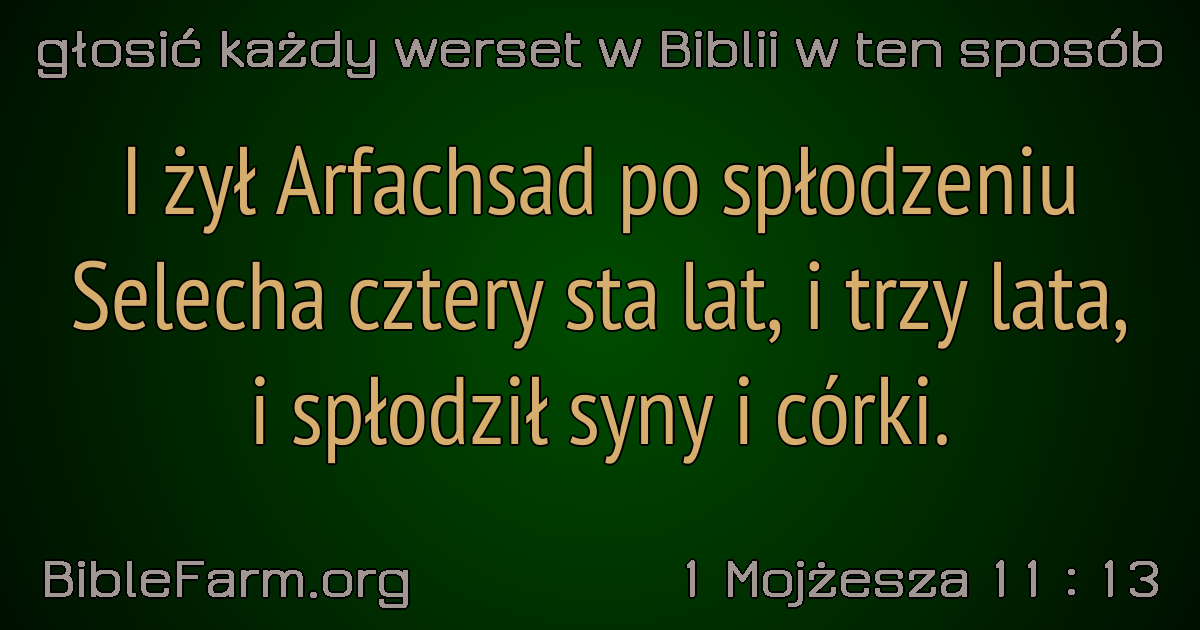 głosić każdy werset w Biblii w ten sposób
I żył Arfachsad po spłodzeniu
Selecha cztery sta lat, i trzy lata,
i spłodził syny i córki.
BibleFarm.org
1 Mojżesza 11 : 13